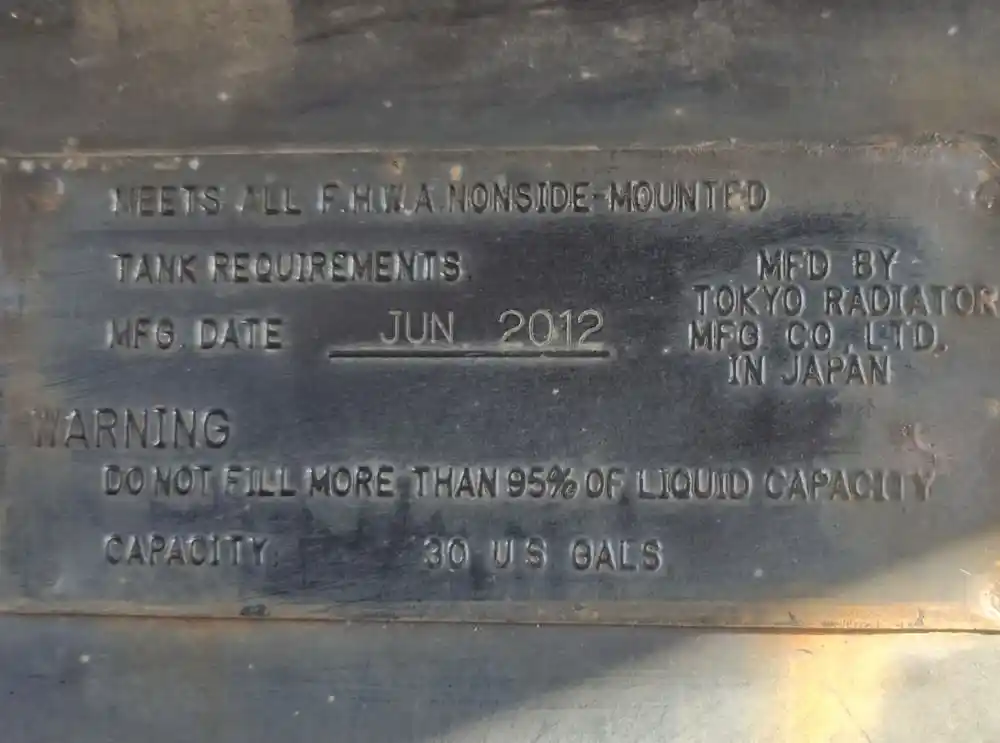 MEETS ALL F.H.W.A. NONSIDE-MOUNTED
TANK REQUIREMENTS.
MFG. DATE JUN. 2012
MFD BY
TOKYO RADIATOR
MFG. CO., LTD.
IN JAPAN
WARNING
DO NOT FILL MORE THAN 95% OF LIQUID CAPACITY
CAPACITY. 30 U S GALS